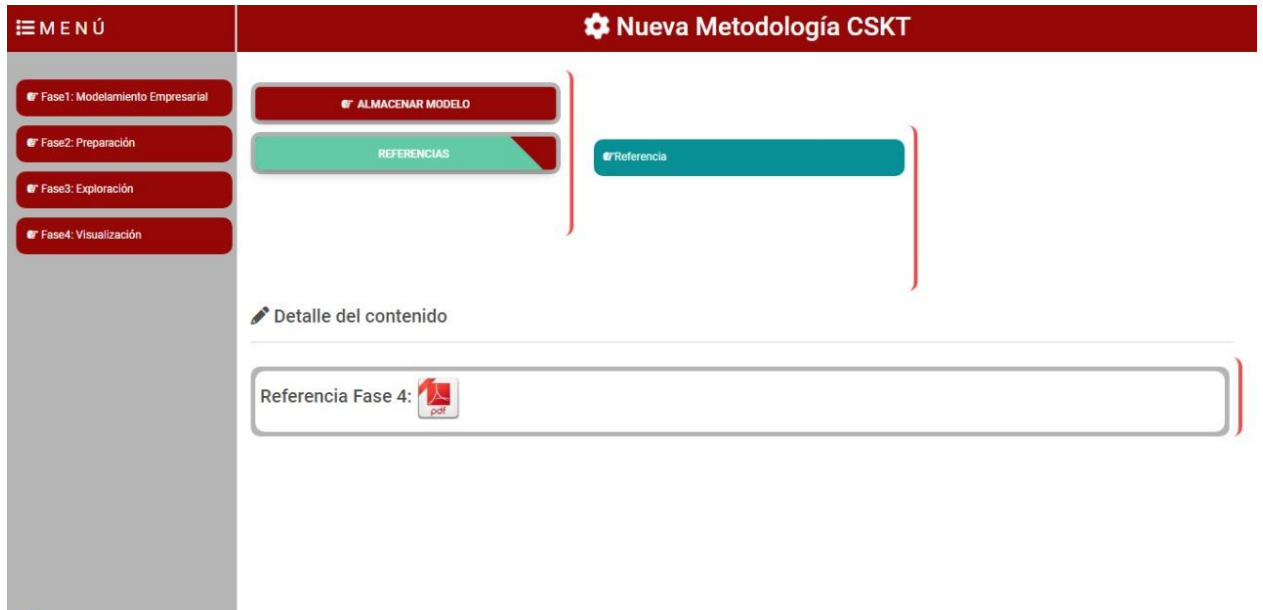 MENÚ
Nueva Metodología CSKT
Fase1: Modelamiento Empresarial
Fase2: Preparación
Fase3: Exploración
Fase4: Visualización
ALMACENAR MODELO
REFERENCIAS
Referencia
Detalle del contenido
Referencia Fase 4:
pdf